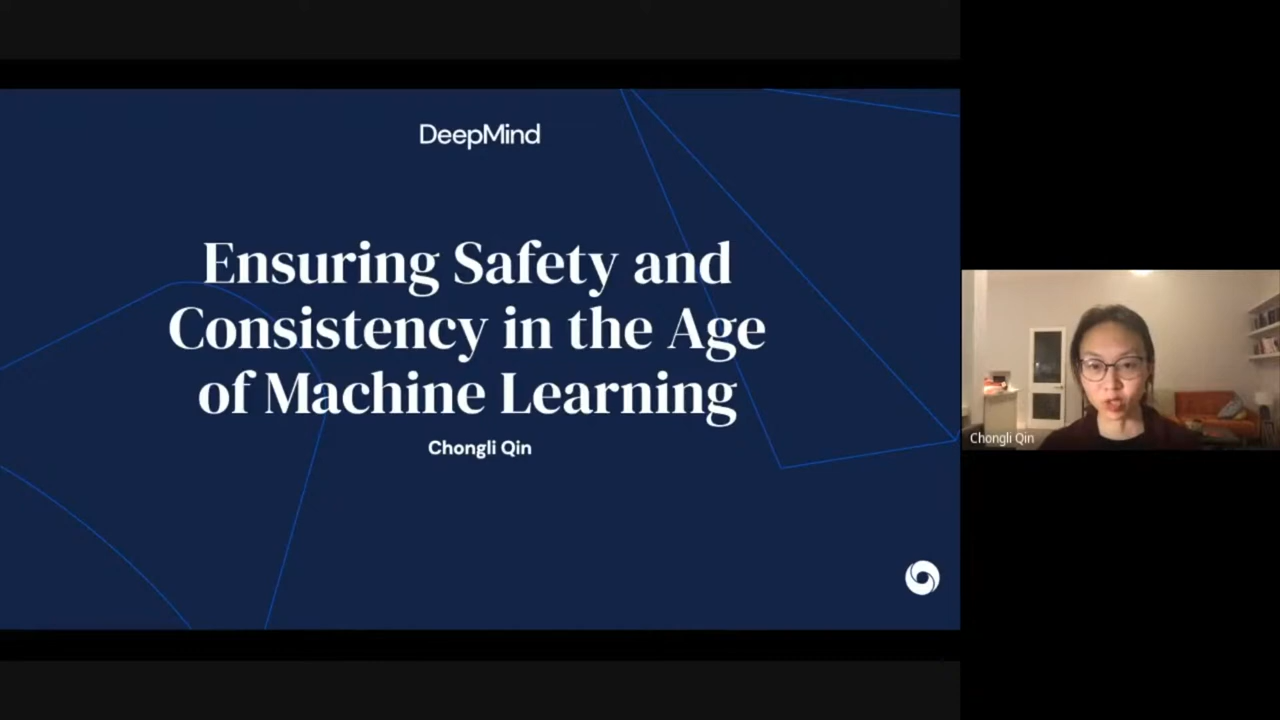 DeepMind
Ensuring Safety and
Consistency in the Age
of Machine Learning
Chongli Qin
Chongli Qin